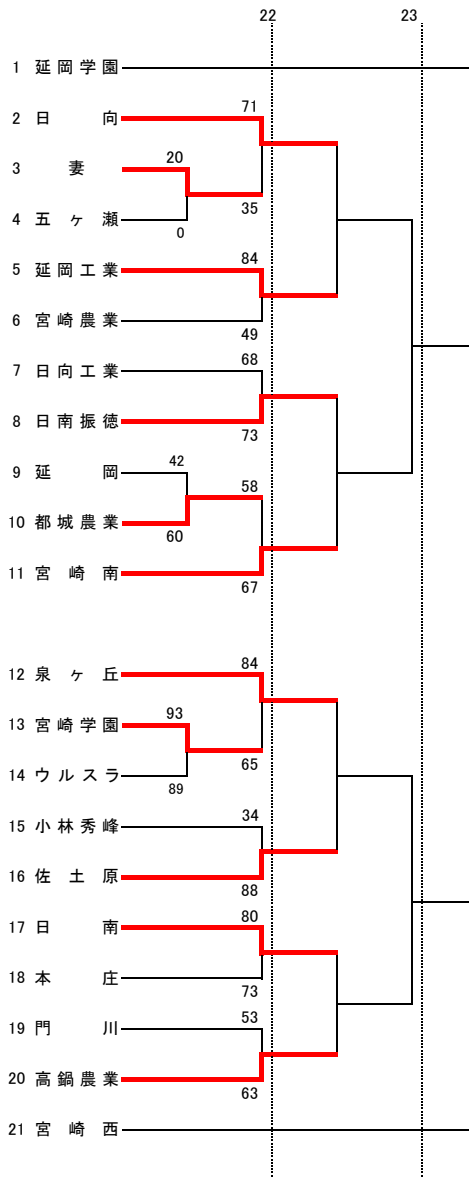 22 23
1 延岡学園
71
2 日 向
20
3 妻
35
4 五ヶ瀬
0
84
5 延岡工業
6 宮崎農業
49
68
7 日向工業
8 日南振徳
73
42
9 延 岡
58
10 都城農業
60
11 宮崎南
67
84
12 泉ヶ丘
93
13 宮崎学園
65
14 ウルスラ
89
34
15 小林秀峰
16 佐土原
88
80
17 日 南
18 本 庄
73
53
19 門 川
20 高鍋農業
63
21 宮崎西